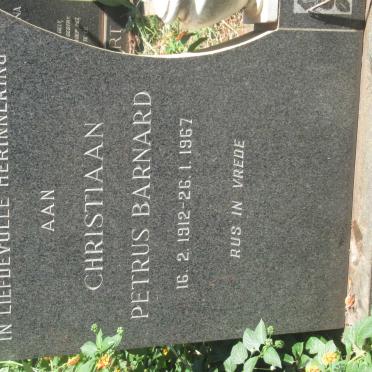 IN LIEFDEVOLLE HERINNERING
AAN
CHRISTIAAN
PETRUS BARNARD
16. 2. 1912-26. 1. 1967
RUS IN VREDE